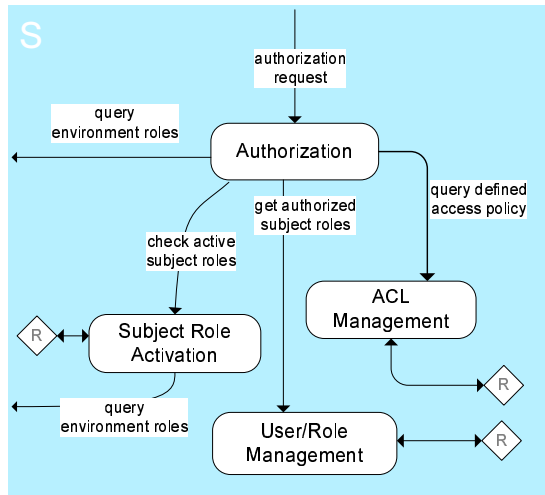 S
authorization
request
query
environment roles
Authorization
get authorized
subject roles
query defined
access policy
check active
subject roles
ACL
Management
R
Subject Role
Activation
R
query
environment roles
User/Role
Management
R